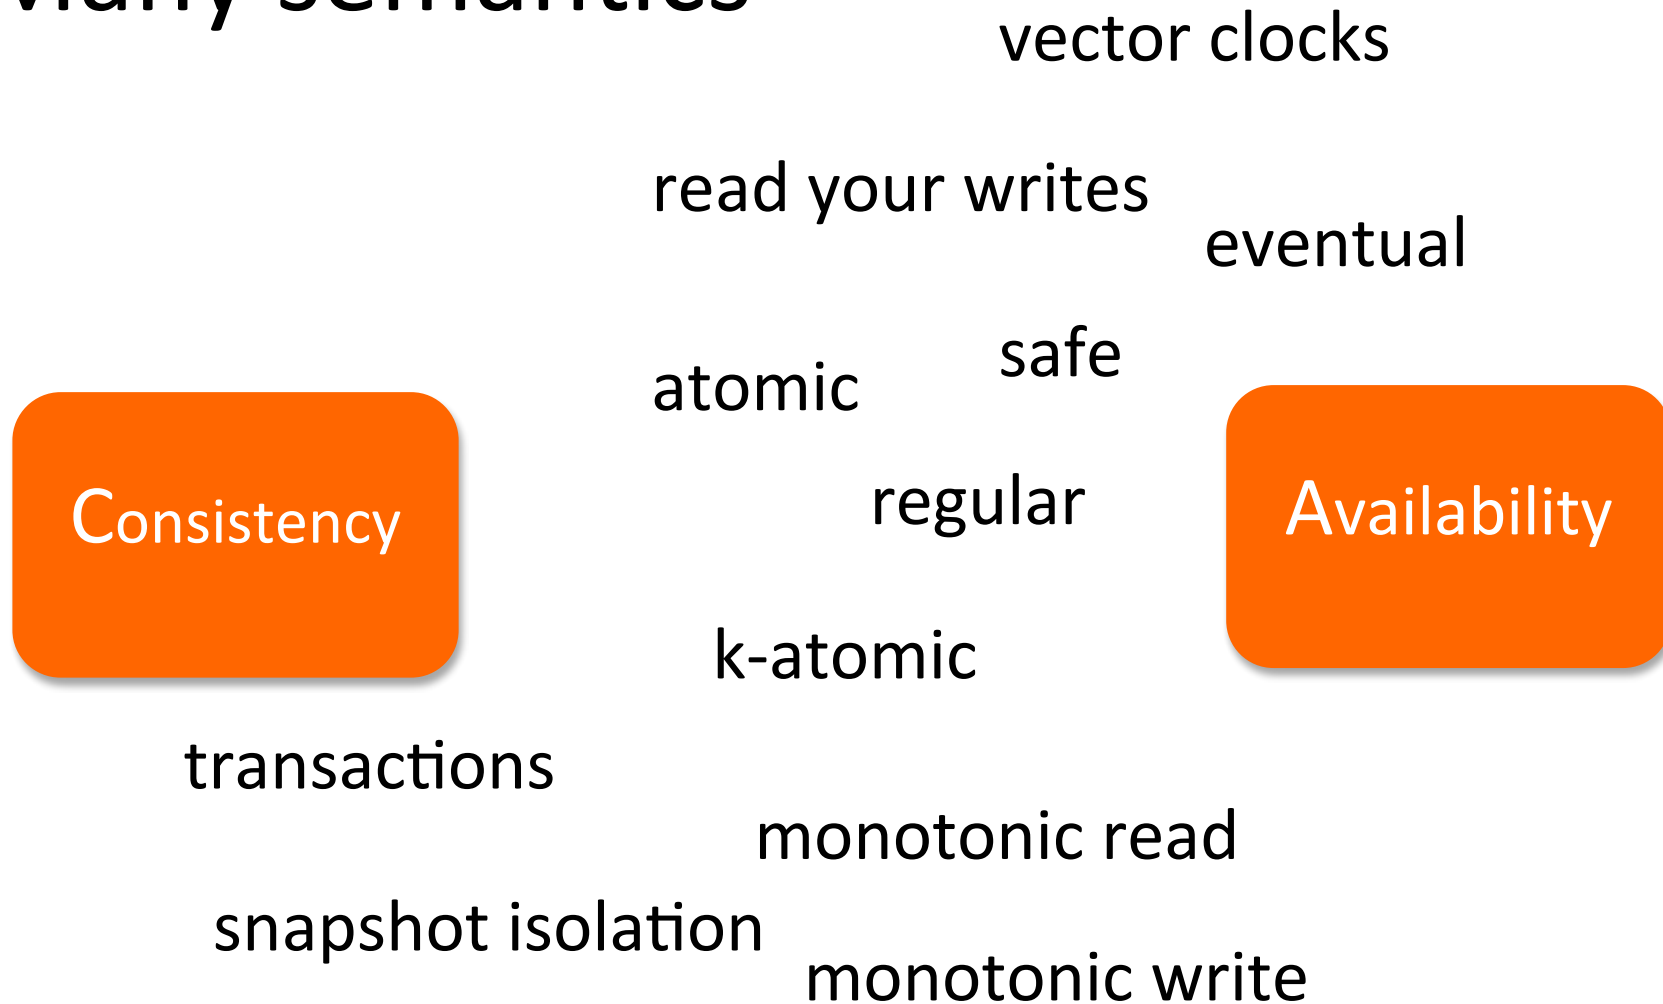 semantics
vector clocks
read your writes
eventual
safe
atomic
regular
Consistency
Availability
k-atomic
transactions
monotonic read
snapshot isolation
monotonic write